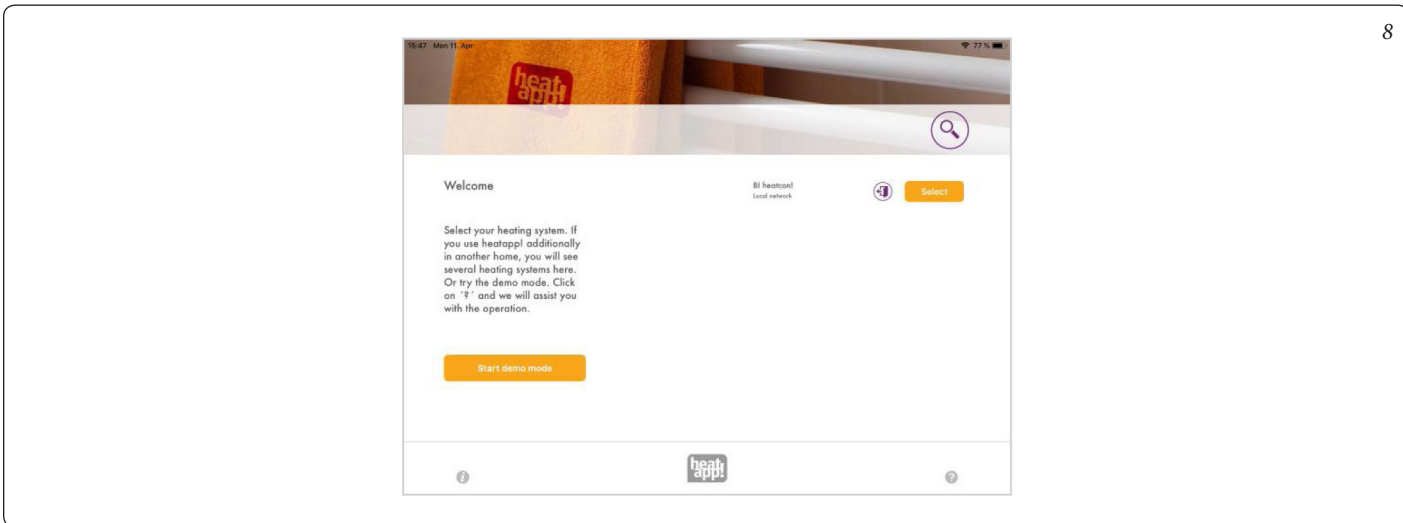 8
15:47 Mon 11. Apr.
77 %
heat
app!
Welcome
BI heatcon!
Local network
Select
Select your heating system. If
you use heatapp! additionally
in another home, you will see
several heating systems here.
Or try the demo mode. Click
on ´?´ and we will assist you
with the operation.
Start demo mode
i
heat
app!
?